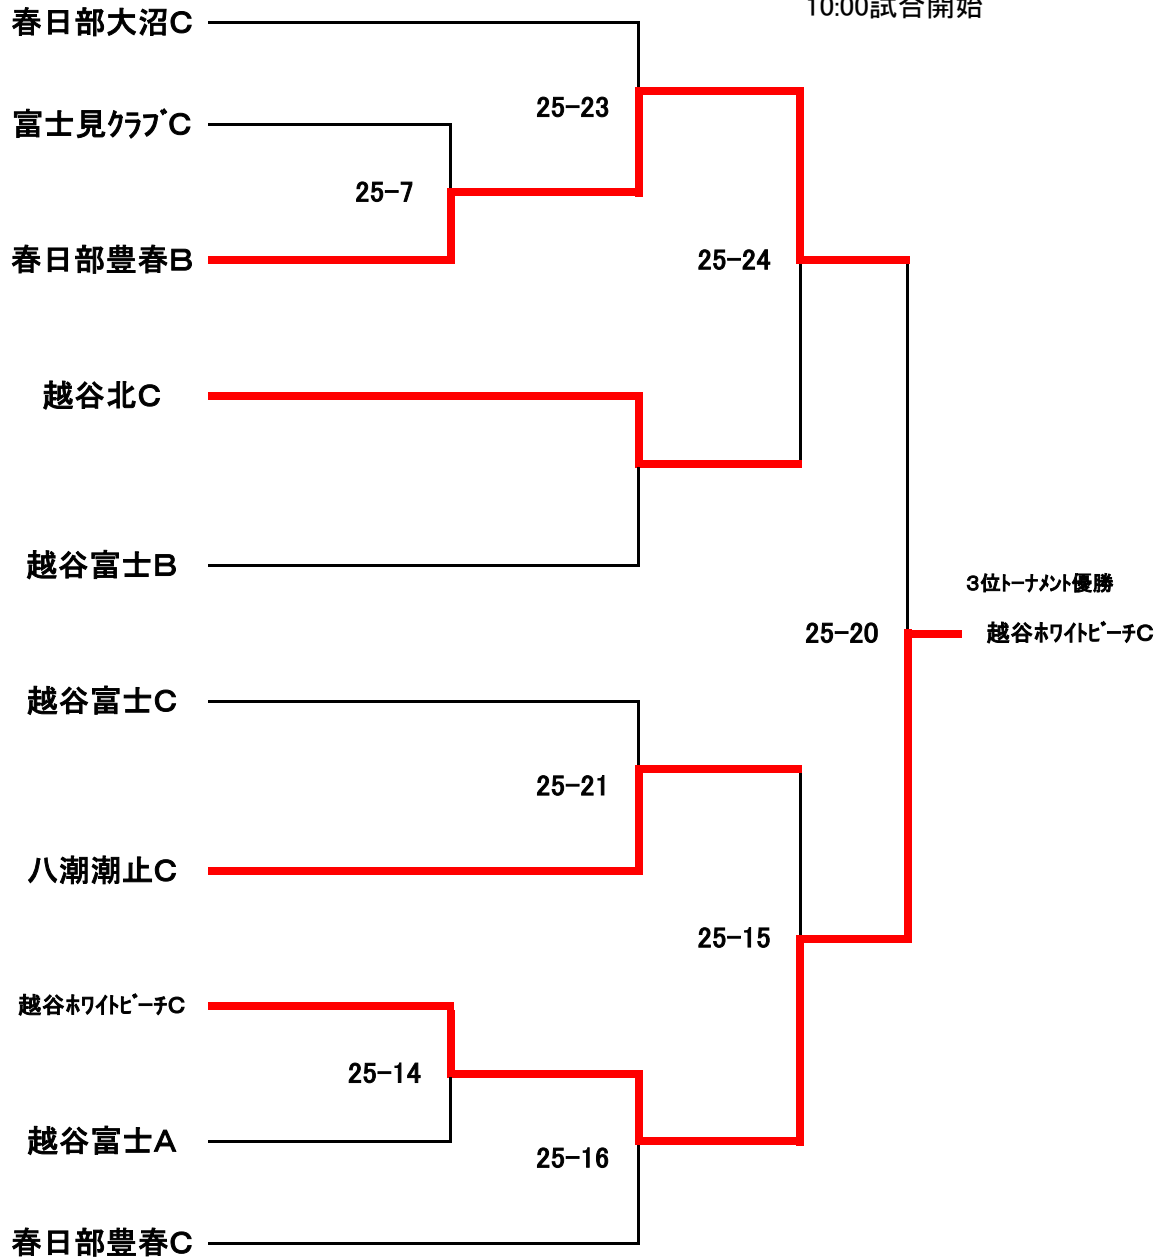 10:00試合開始
春日部大沼C
25-23
富士見ｸﾗﾌﾞC
25-7
春日部豊春B
25-24
越谷北C
越谷富士B
３位ﾄｰﾅﾒﾝﾄ優勝
25-20
越谷ﾎﾜｲﾄﾋﾞｰﾁC
越谷富士C
25-21
八潮潮止C
25-15
越谷ﾎﾜｲﾄﾋﾞｰﾁC
25-14
越谷富士A
25-16
春日部豊春C